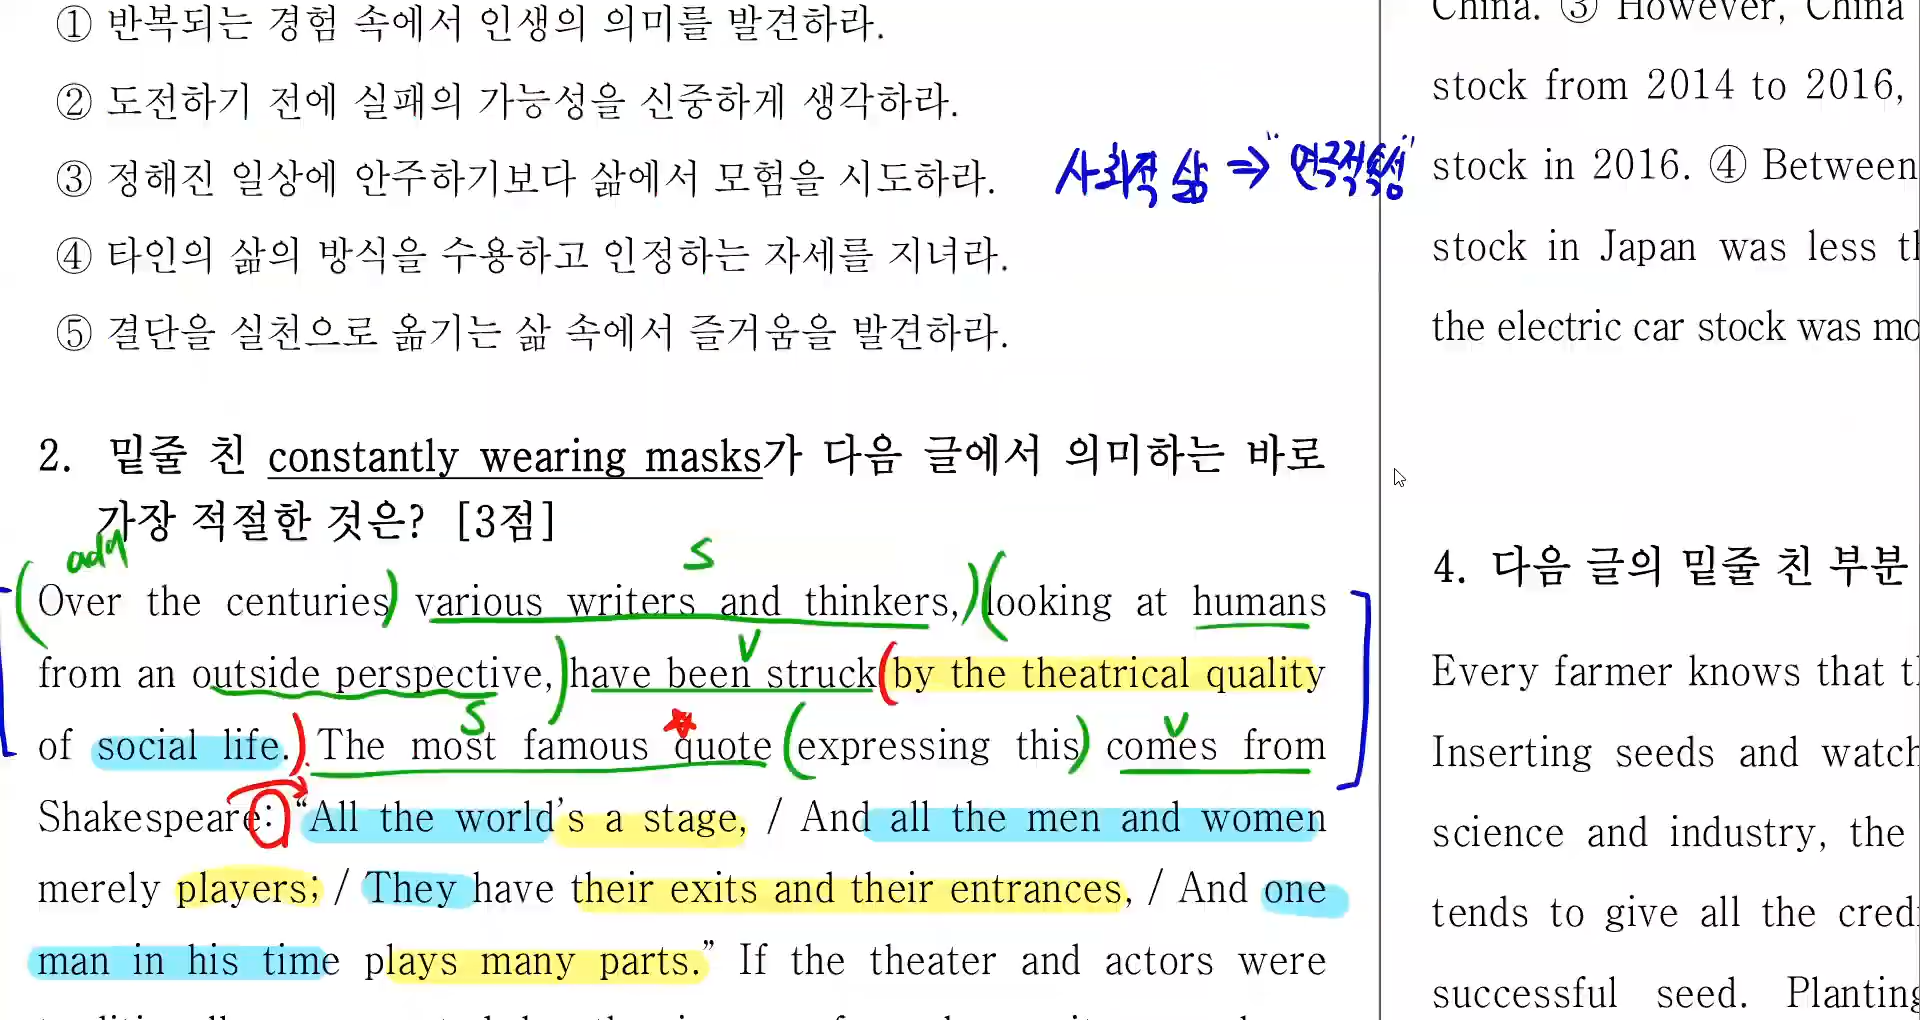 ① 반복되는 경험 속에서 인생의 의미를 발견하라.
② 도전하기 전에 실패의 가능성을 신중하게 생각하라.
③ 정해진 일상에 안주하기보다 삶에서 모험을 시도하라.
④ 타인의 삶의 방식을 수용하고 인정하는 자세를 지녀라.
⑤ 결단을 실천으로 옮기는 삶 속에서 즐거움을 발견하라.
사회적 삶 ⇒ "연극적 속성"
2. 밑줄 친 constantly wearing masks가 다음 글에서 의미하는 바로
가장 적절한 것은? [3점]
S
(Over the centuries) various writers and thinkers,) (looking at humans
V
from an outside perspective,) have been struck (by the theatrical quality
S V
of social life.) The most famous quote (expressing this) comes from
Shakespeare: “All the world's a stage, / And all the men and women
merely players; / They have their exits and their entrances, / And one
man in his time plays many parts.” If the theater and actors were
China. ③ However, China
stock from 2014 to 2016,
stock in 2016. ④ Between
stock in Japan was less th
the electric car stock was mo
4. 다음 글의 밑줄 친 부분
Every farmer knows that t
Inserting seeds and watch
science and industry, the
tends to give all the cred
successful seed. Planting